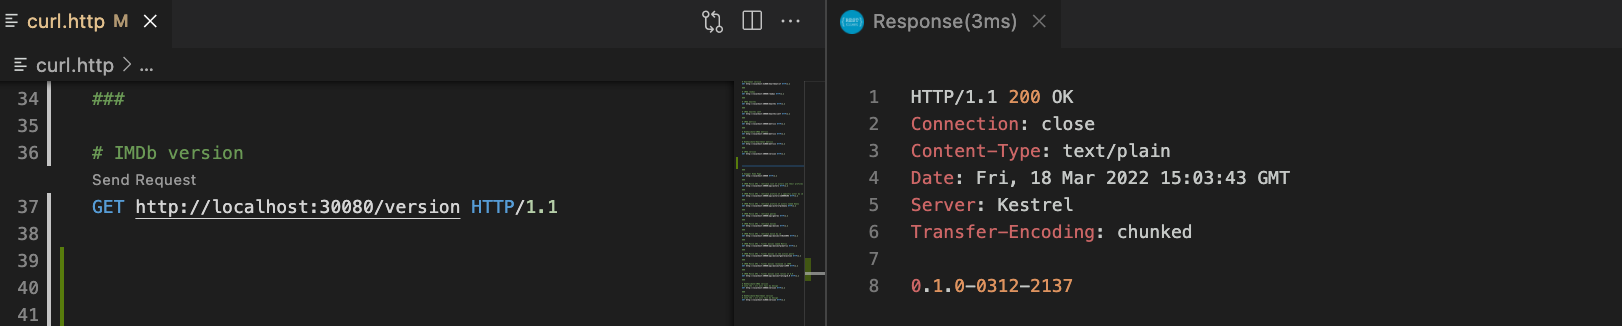 curl.http M
Response(3ms)
curl.http > ...
34 ###
35
36 # IMDb version
Send Request
37 GET http://localhost:30080/version HTTP/1.1
38
39
40
41
1 HTTP/1.1 200 OK
2 Connection: close
3 Content-Type: text/plain
4 Date: Fri, 18 Mar 2022 15:03:43 GMT
5 Server: Kestrel
6 Transfer-Encoding: chunked
7
8 0.1.0-0312-2137